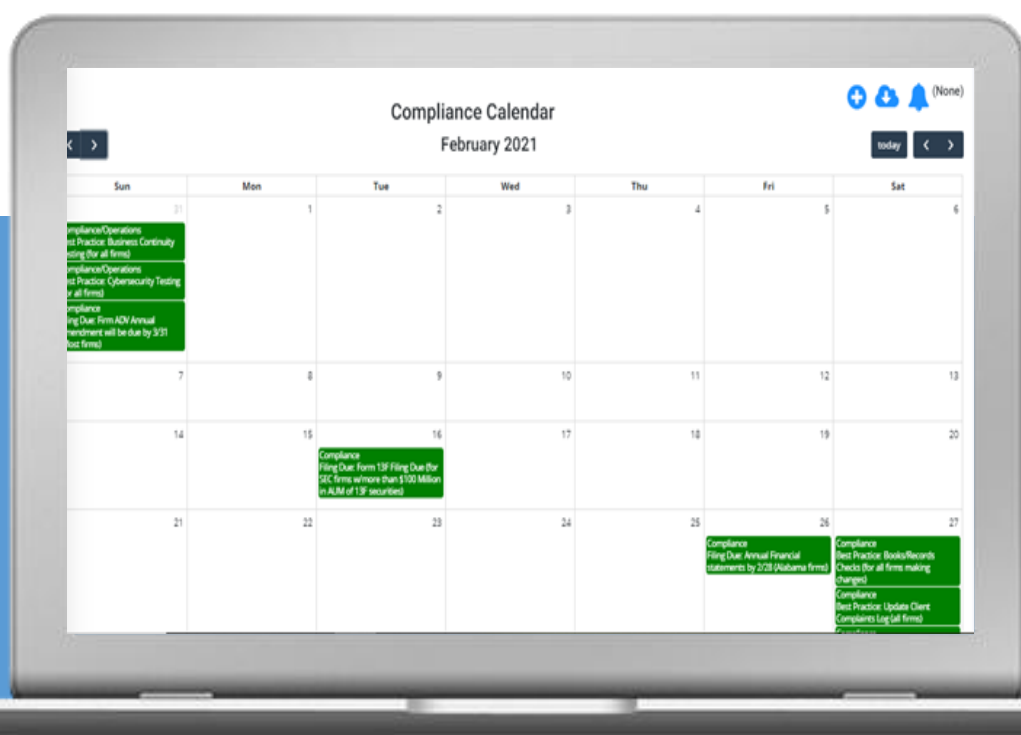 (None)
Compliance Calendar
February 2021
today
Sun Mon Tue Wed Thu Fri Sat
31 1 2 3 4 5 6
mpliance/Operations
st Practice: Business Continuity
sting (for all firms)
mpliance/Operations
st Practice: Cybersecurity Testing
r all firms)
mpliance
ing Due: Firm ADV Annual
mendment will be due by 3/31
ost firms)
7 8 9 10 11 12 13
14 15 16 17 18 19 20
Compliance
Filing Due: Form 13F Filing Due (for
SEC firms w/more than $100 Million
in AUM of 13F securities)
21 22 23 24 25 26 27
Compliance
Filing Due: Annual Financial
statements by 2/28 (Alabama firms)
Compliance
Best Practice: Books/Records
Checks (for all firms making
changes)
Compliance
Best Practice: Update Client
Complaints Log (all firms)